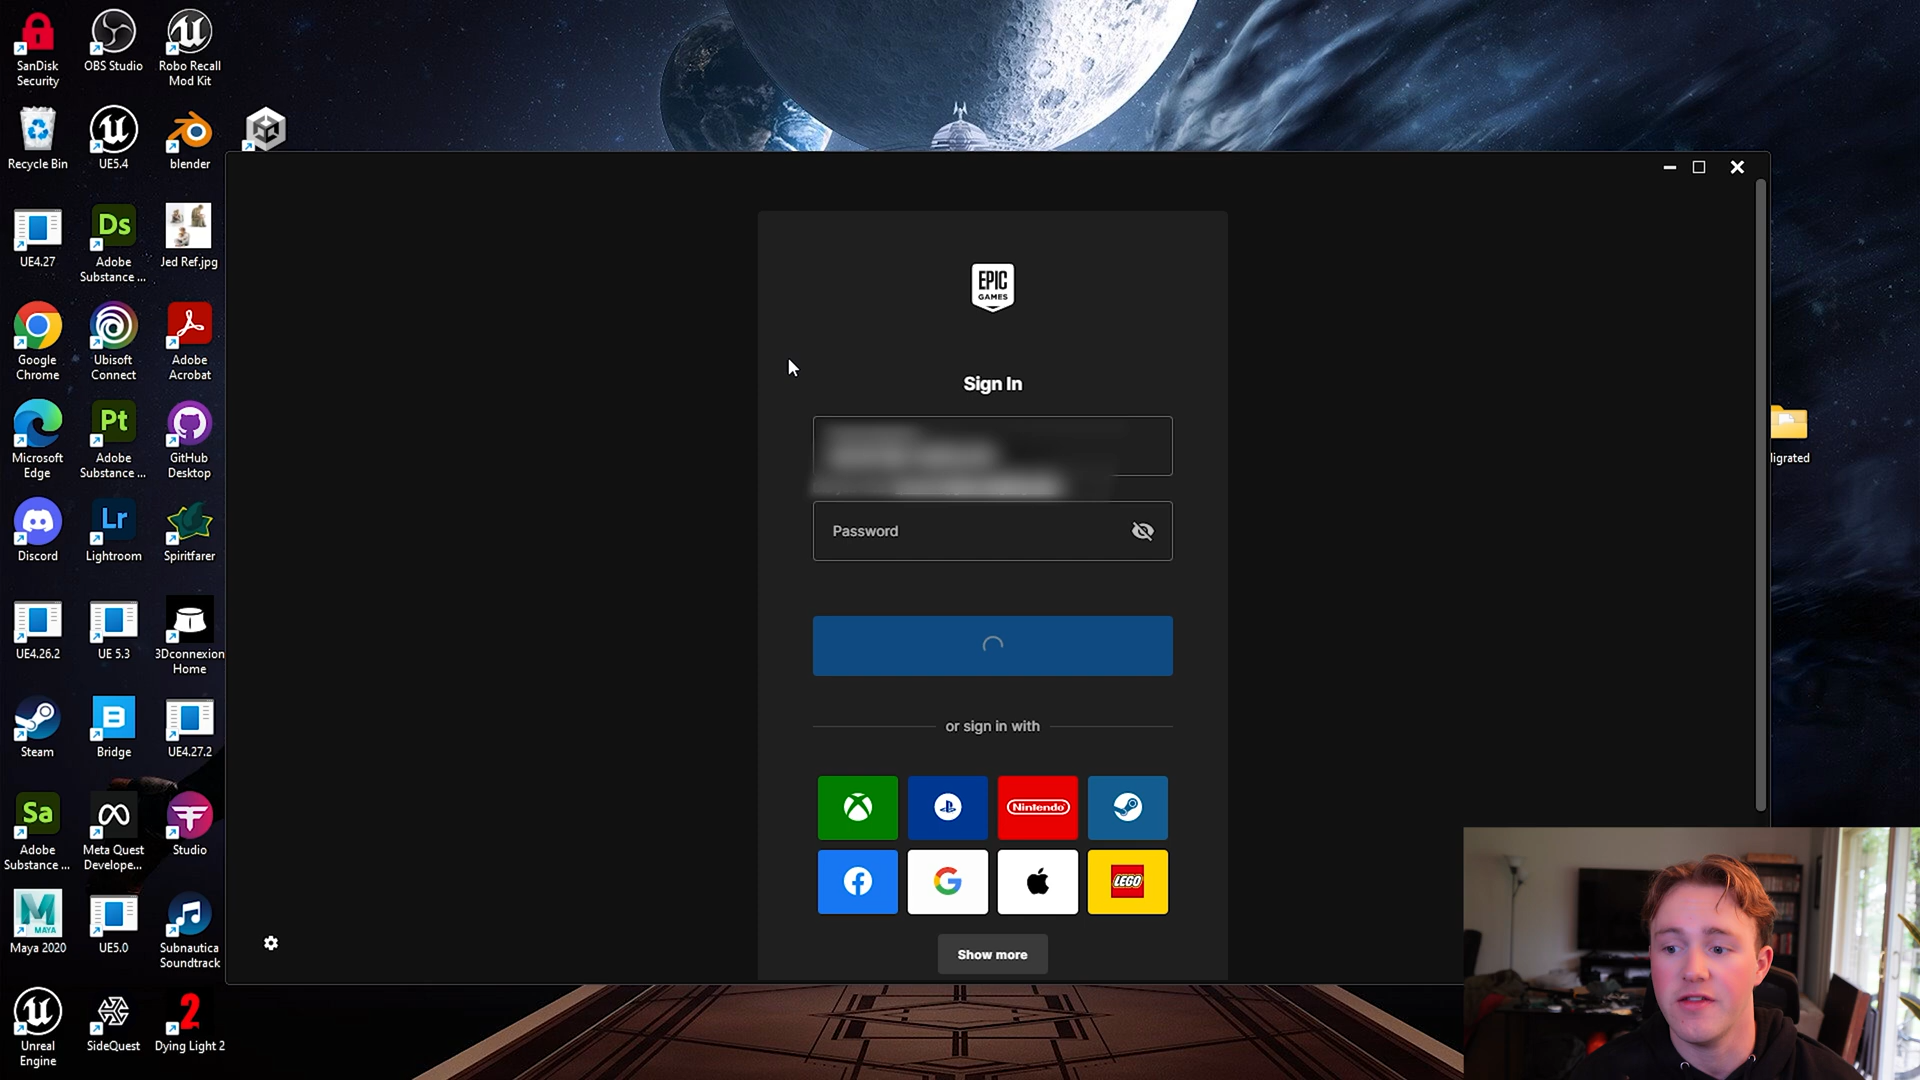 SanDisk
Security
OBS Studio
Robo Recall
Mod Kit
Recycle Bin
UE5.4
blender
UE4.27
Ds
Adobe
Substance ...
Jed Ref.jpg
Google
Chrome
Ubisoft
Connect
Adobe
Acrobat
Microsoft
Edge
Pt
Adobe
Substance ...
GitHub
Desktop
Discord
Lr
Lightroom
Spiritfarer
UE4.26.2
UE 5.3
3Dconnexion
Home
Steam
B
Bridge
UE4.27.2
Sa
Adobe
Substance ...
Meta Quest
Develope...
Studio
M
MAYA
Maya 2020
UE5.0
Subnautica
Soundtrack
Unreal
Engine
SideQuest
2
Dying Light 2
EPIC
GAMES
Sign In
Password
or sign in with
Nintendo
G
LEGO
Show more
ligrated